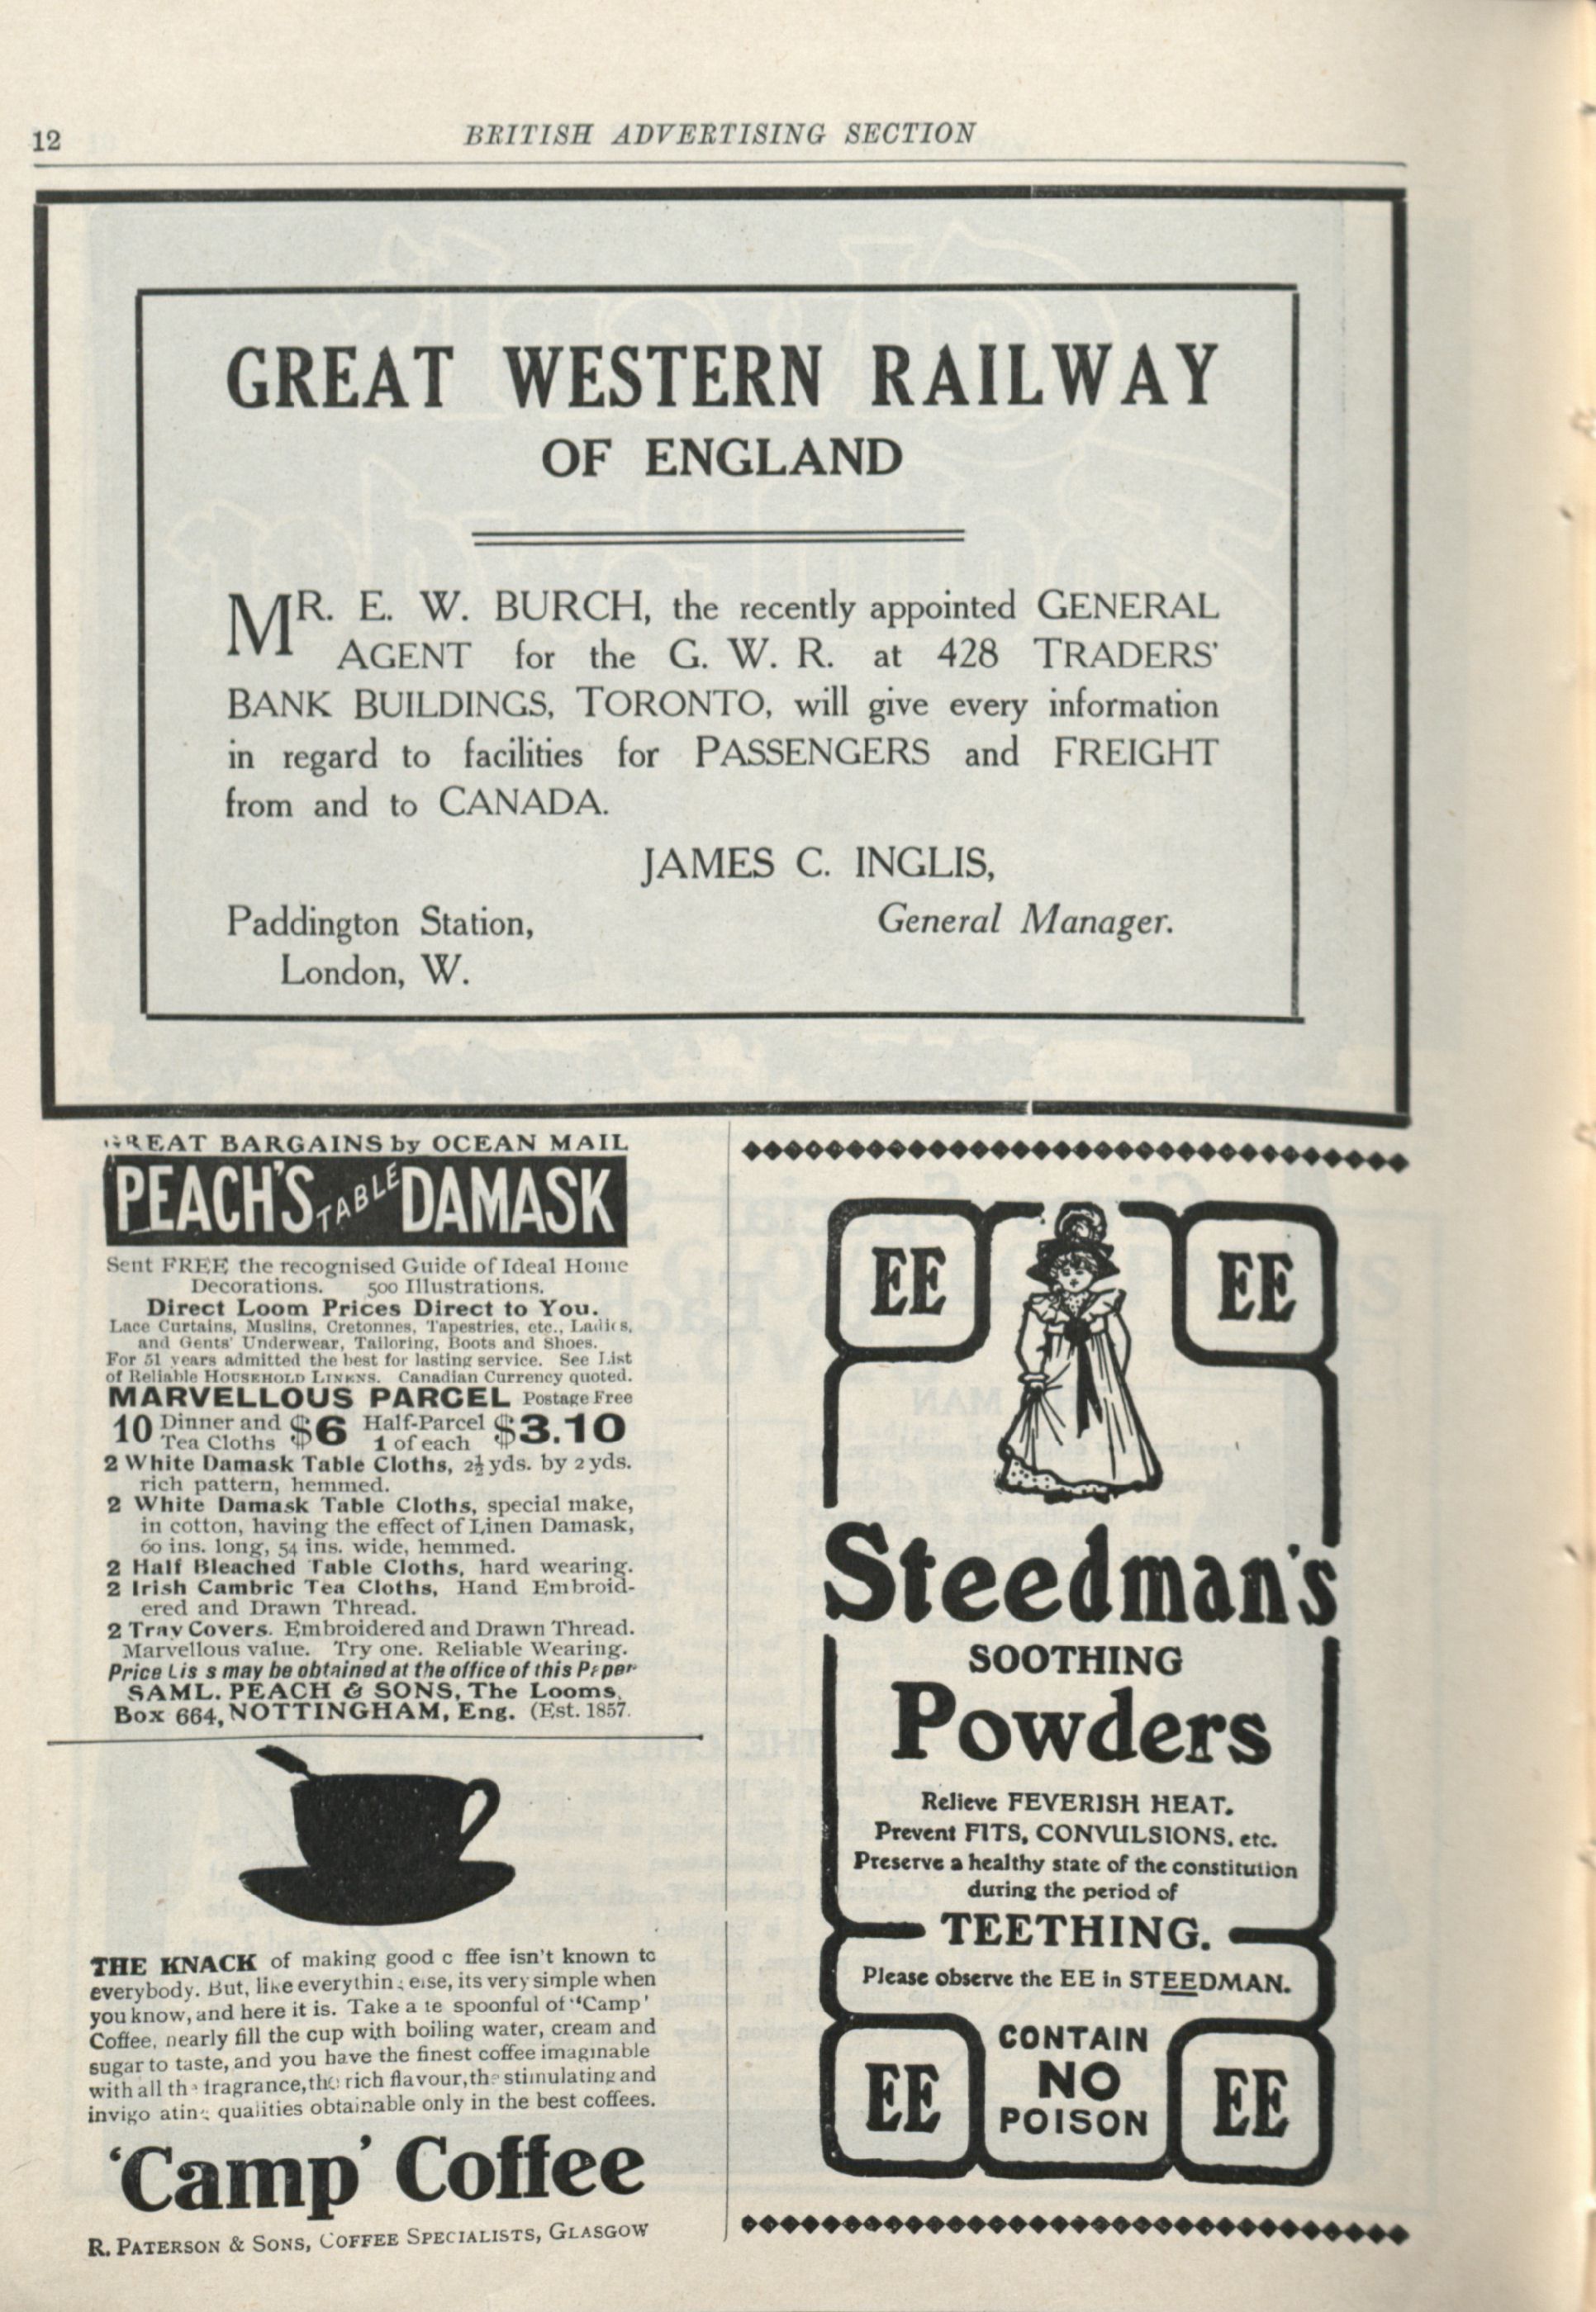 12
BRITISH ADVERTISING SECTION
GREAT WESTERN RAILWAY
OF ENGLAND
MR. E. W. BURCH, the recently appointed GENERAL
AGENT for the G. W. R. at 428 TRADERS'
BANK BUILDINGS, TORONTO, will give every information
in regard to facilities for PASSENGERS and FREIGHT
from and to CANADA.
JAMES C. INGLIS,
General Manager.
Paddington Station,
London, W.
GREAT BARGAINS by OCEAN MAIL
PEACH'S TABLE DAMASK
Sent FREE the recognised Guide of Ideal Home
Decorations. 500 Illustrations.
Direct Loom Prices Direct to You.
Lace Curtains, Muslins, Cretonnes, Tapestries, etc., Ladies,
and Gents' Underwear, Tailoring, Boots and Shoes.
For 51 years admitted the best for lasting service. See List
of Reliable HOUSEHOLD LINENS. Canadian Currency quoted.
MARVELLOUS PARCEL Postage Free
10 Dinner and Tea Cloths $6 Half-Parcel 1 of each $3.10
2 White Damask Table Cloths, 2½ yds. by 2 yds.
rich pattern, hemmed.
2 White Damask Table Cloths, special make,
in cotton, having the effect of Linen Damask,
60 ins. long, 54 ins. wide, hemmed.
2 Half Bleached Table Cloths, hard wearing.
2 Irish Cambric Tea Cloths, Hand Embroid-
ered and Drawn Thread.
2 Tray Covers. Embroidered and Drawn Thread.
Marvellous value. Try one. Reliable Wearing.
Price Lis s may be obtained at the office of this Paper
SAML. PEACH & SONS, The Looms,
Box 664, NOTTINGHAM, Eng. (Est. 1857.
THE KNACK of making good c ffee isn't known to
everybody. But, like everything else, its very simple when
you know, and here it is. Take a te spoonful of "Camp'
Coffee, nearly fill the cup with boiling water, cream and
sugar to taste, and you have the finest coffee imaginable
with all the fragrance, the rich flavour, the stimulating and
invigo ating qualities obtainable only in the best coffees.
'Camp' Coffee
R. PATERSON & SONS, COFFEE SPECIALISTS, GLASGOW
EE EE
Steedman's
SOOTHING
Powders
Relieve FEVERISH HEAT.
Prevent FITS, CONVULSIONS, etc.
Preserve a healthy state of the constitution
during the period of
TEETHING.
Please observe the EE in STEEDMAN.
EE
CONTAIN
NO
POISON
EE